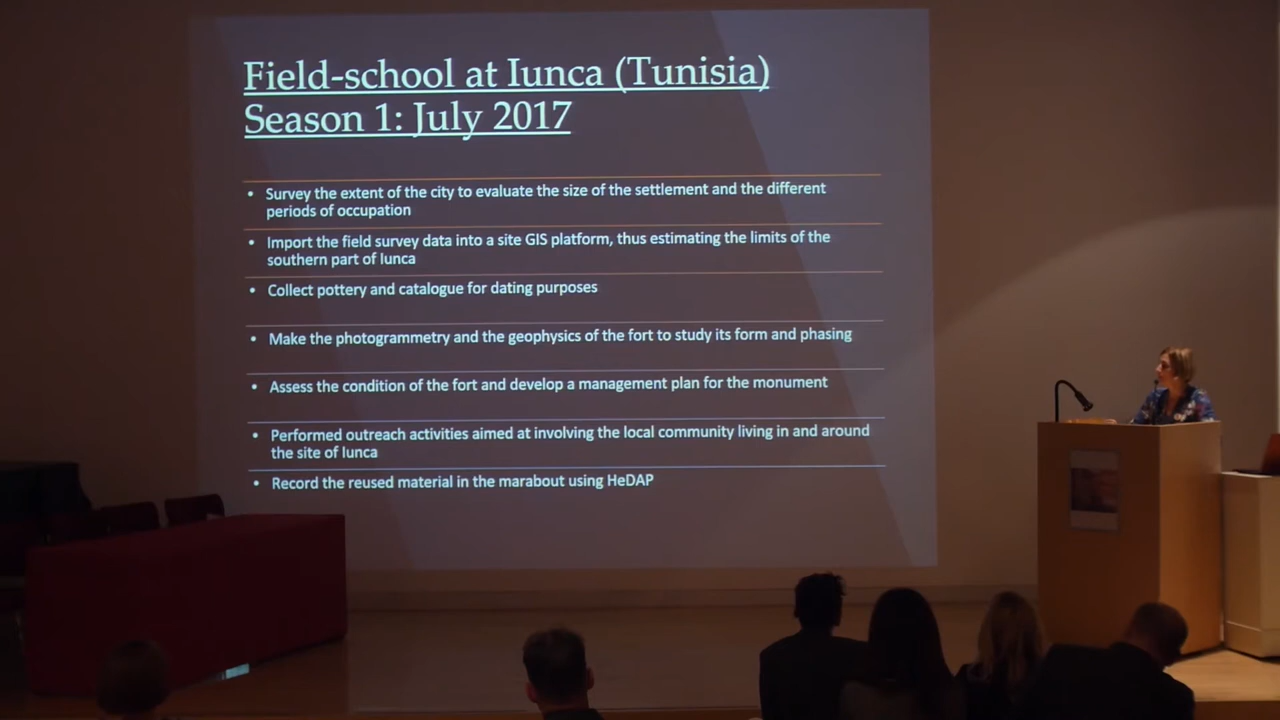 Field-school at Iunca (Tunisia)
Season 1: July 2017
• Survey the extent of the city to evaluate the size of the settlement and the different
periods of occupation
• Import the field survey data into a site GIS platform, thus estimating the limits of the
southern part of Iunca
• Collect pottery and catalogue for dating purposes
• Make the photogrammetry and the geophysics of the fort to study its form and phasing
• Assess the condition of the fort and develop a management plan for the monument
• Performed outreach activities aimed at involving the local community living in and around
the site of Iunca
• Record the reused material in the marabout using HeDAP